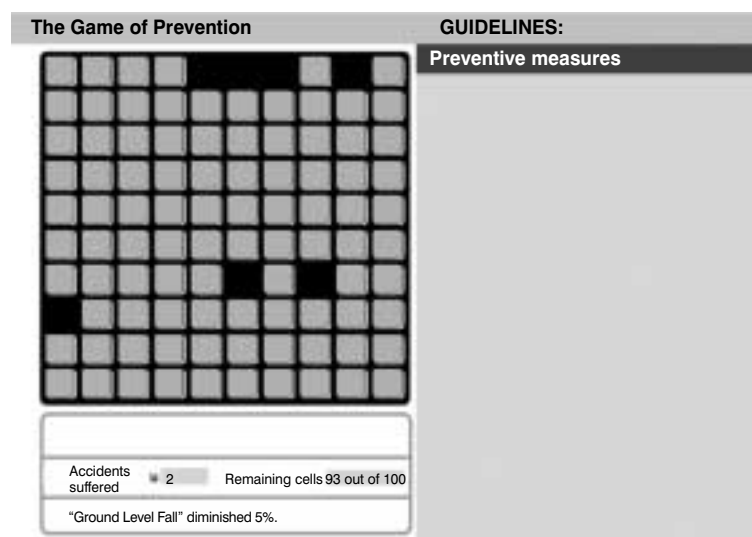 The Game of Prevention
GUIDELINES:
Preventive measures
Accidents
suffered
2
Remaining cells 93 out of 100
“Ground Level Fall” diminished 5%.